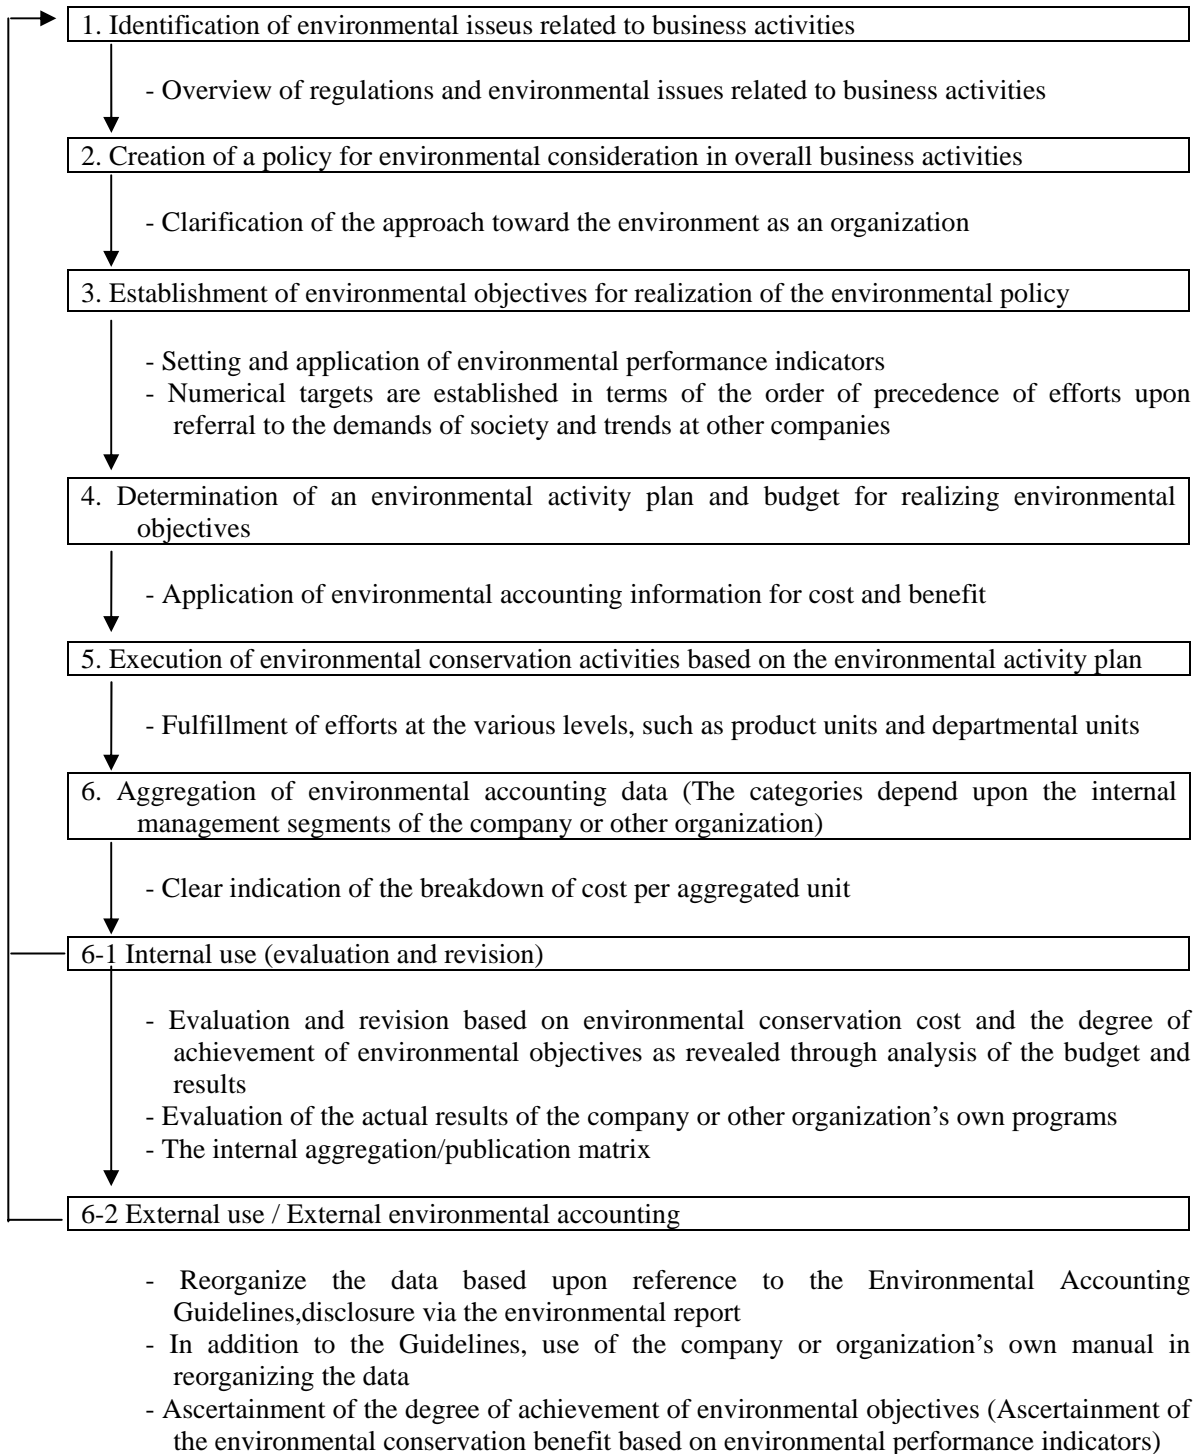 1. Identification of environmental isseus related to business activities
- Overview of regulations and environmental issues related to business activities
2. Creation of a policy for environmental consideration in overall business activities
- Clarification of the approach toward the environment as an organization
3. Establishment of environmental objectives for realization of the environmental policy
- Setting and application of environmental performance indicators
- Numerical targets are established in terms of the order of precedence of efforts upon
referral to the demands of society and trends at other companies
4. Determination of an environmental activity plan and budget for realizing environmental
objectives
- Application of environmental accounting information for cost and benefit
5. Execution of environmental conservation activities based on the environmental activity plan
- Fulfillment of efforts at the various levels, such as product units and departmental units
6. Aggregation of environmental accounting data (The categories depend upon the internal
management segments of the company or other organization)
- Clear indication of the breakdown of cost per aggregated unit
6-1 Internal use (evaluation and revision)
- Evaluation and revision based on environmental conservation cost and the degree of
achievement of environmental objectives as revealed through analysis of the budget and
results
- Evaluation of the actual results of the company or other organization’s own programs
- The internal aggregation/publication matrix
6-2 External use / External environmental accounting
- Reorganize the data based upon reference to the Environmental Accounting
Guidelines,disclosure via the environmental report
- In addition to the Guidelines, use of the company or organization’s own manual in
reorganizing the data
- Ascertainment of the degree of achievement of environmental objectives (Ascertainment of
the environmental conservation benefit based on environmental performance indicators)